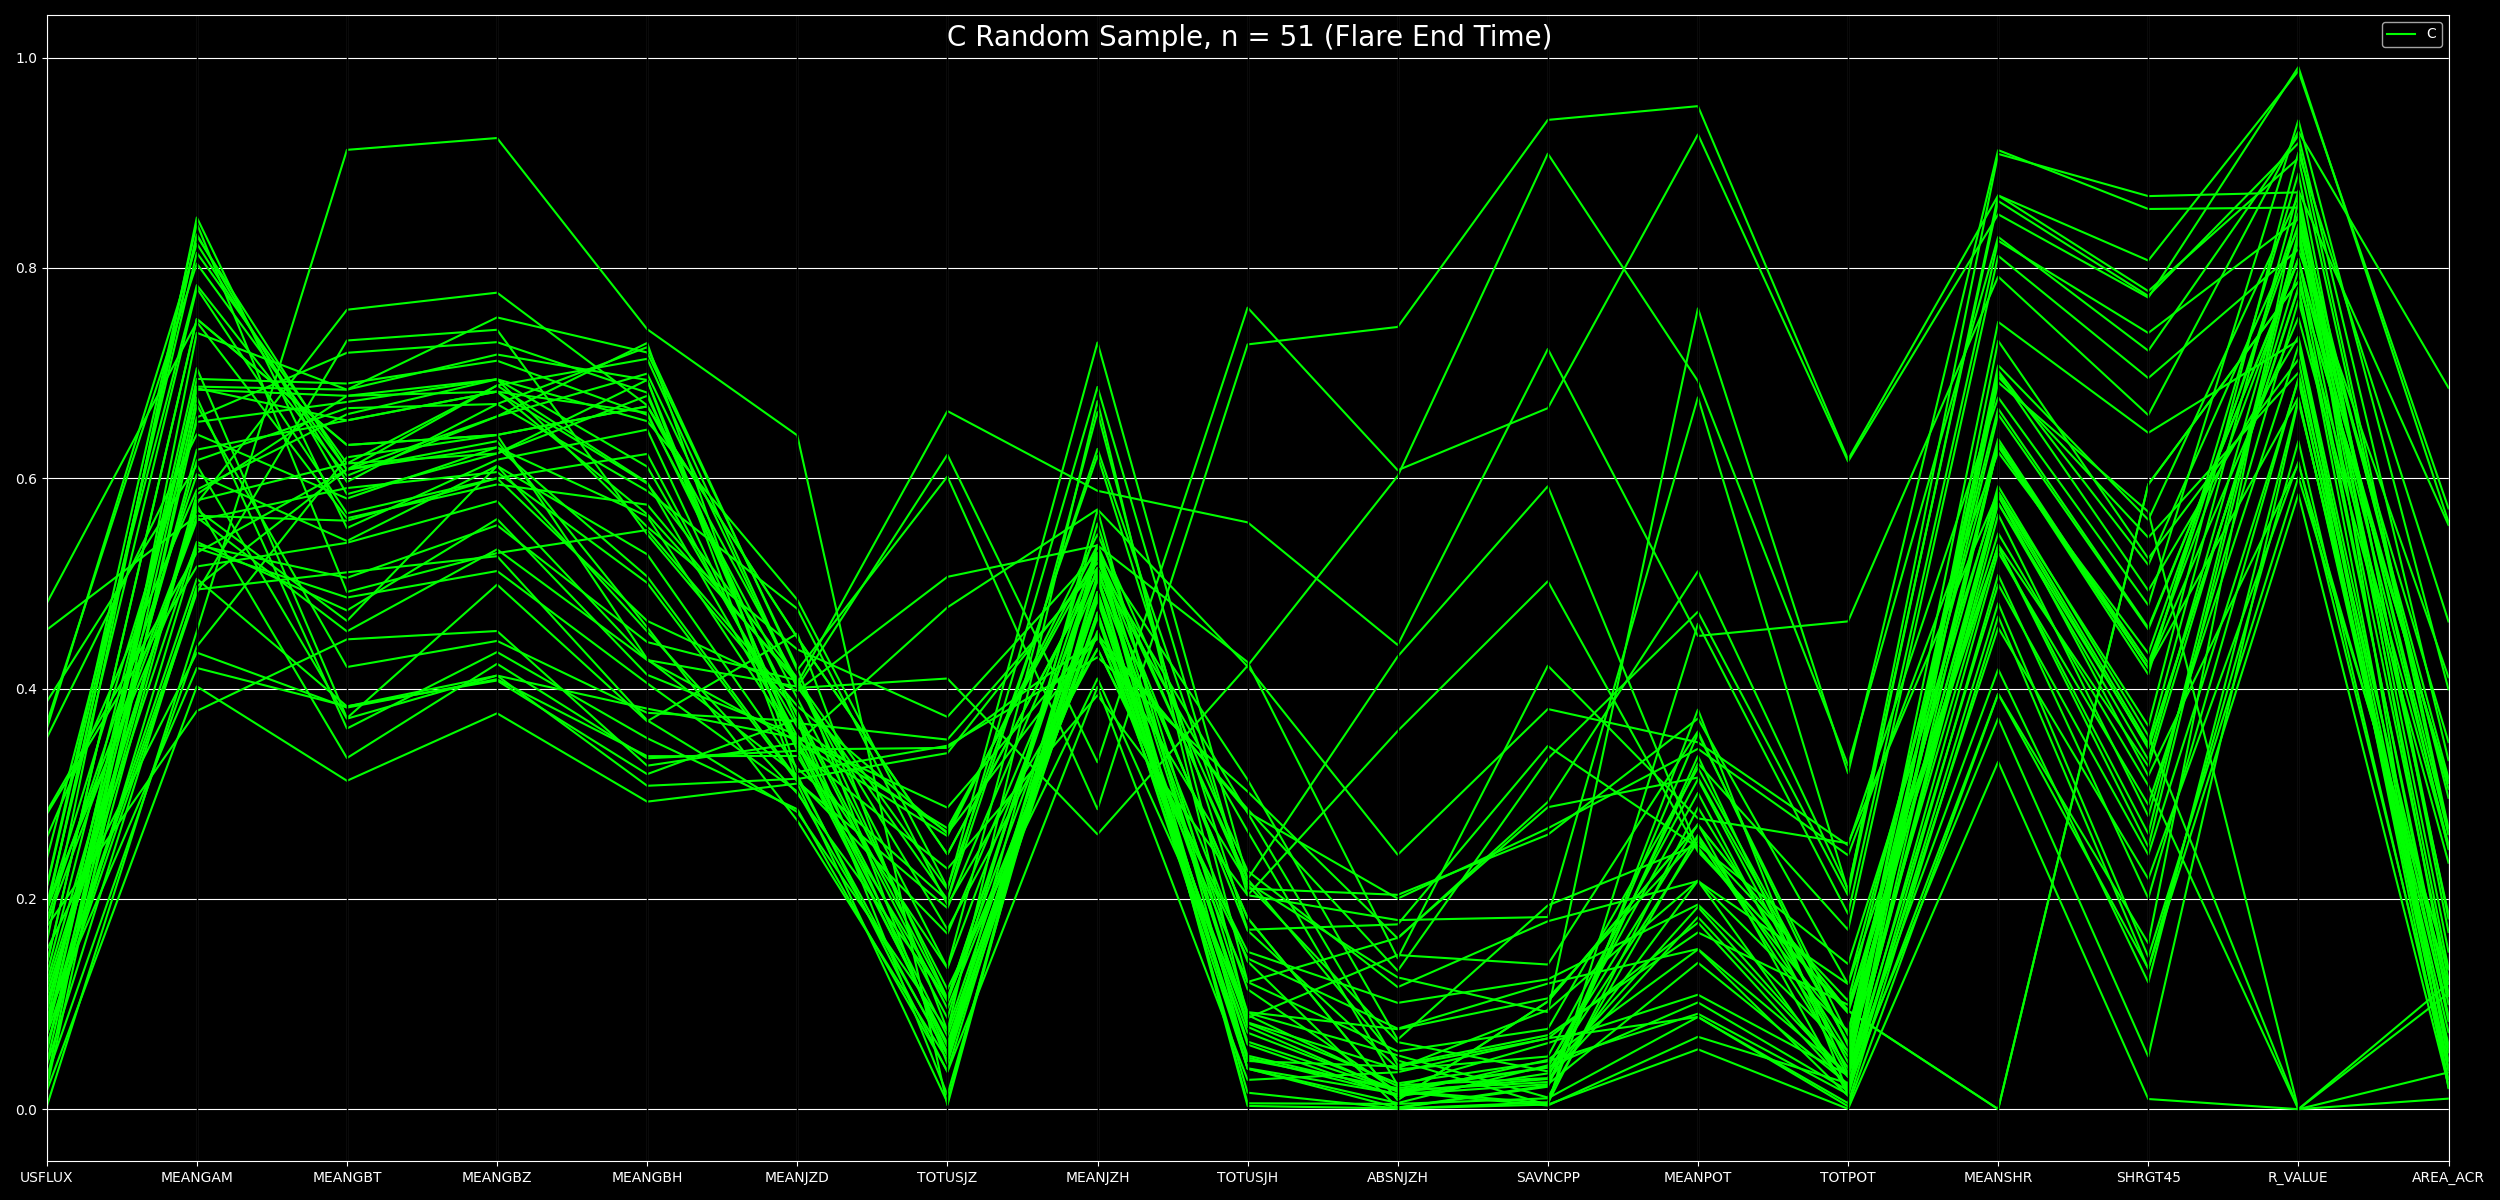 C Random Sample, n = 51 (Flare End Time)
C
1.0
0.8
0.6
0.4
0.2
0.0
USFLUX MEANGAM MEANGBT MEANGBZ MEANGBH MEANJZD TOTUSJZ MEANJZH TOTUSJH ABSNJZH SAVNCPP MEANPOT TOTPOT MEANSHR SHRGT45 R_VALUE AREA_ACR